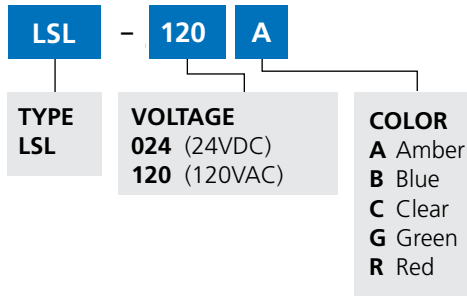 LSL – 120 A
TYPE
LSL
VOLTAGE
024 (24VDC)
120 (120VAC)
COLOR
A Amber
B Blue
C Clear
G Green
R Red